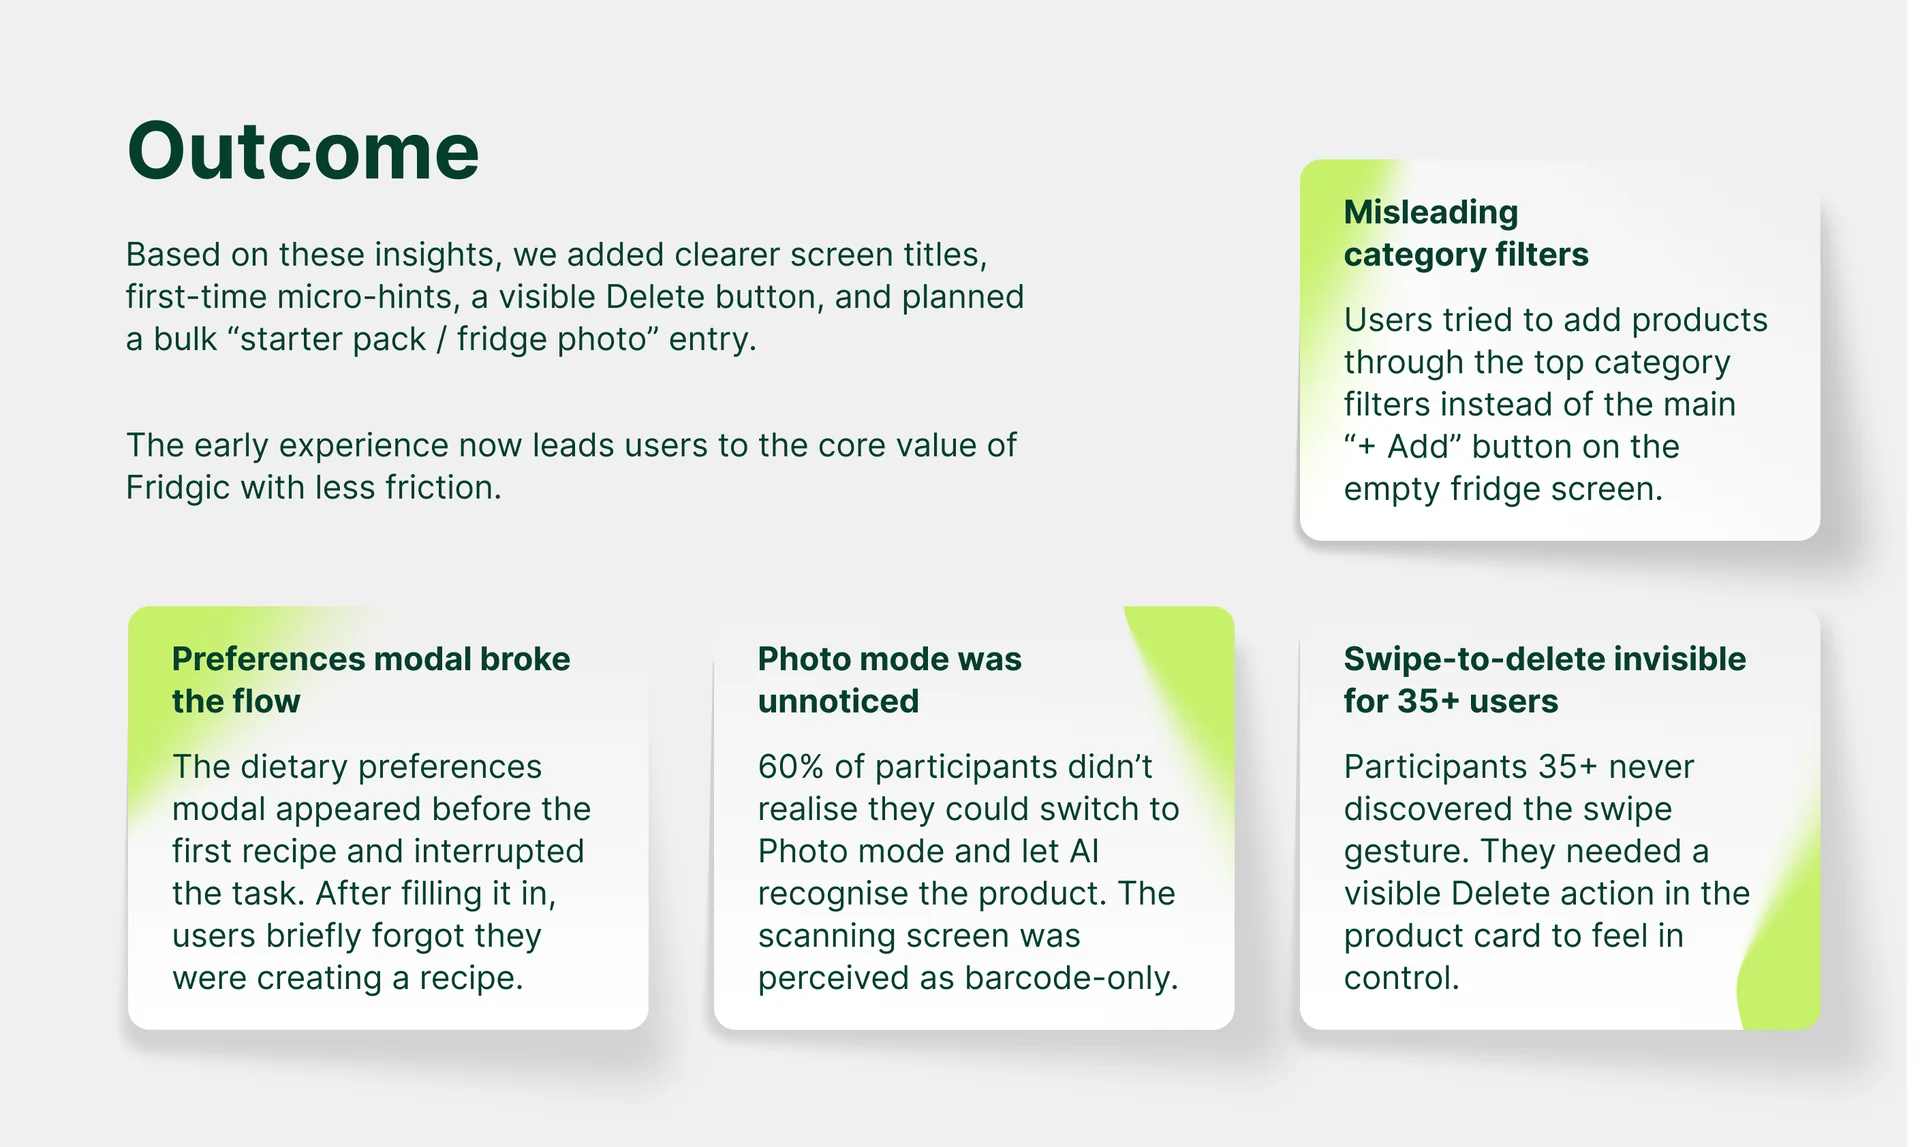 Outcome
Based on these insights, we added clearer screen titles,
first-time micro-hints, a visible Delete button, and planned
a bulk “starter pack / fridge photo” entry.
The early experience now leads users to the core value of
Fridgic with less friction.
Misleading
category filters
Users tried to add products
through the top category
filters instead of the main
“+ Add” button on the
empty fridge screen.
Preferences modal broke
the flow
The dietary preferences
modal appeared before the
first recipe and interrupted
the task. After filling it in,
users briefly forgot they
were creating a recipe.
Photo mode was
unnoticed
60% of participants didn’t
realise they could switch to
Photo mode and let AI
recognise the product. The
scanning screen was
perceived as barcode-only.
Swipe-to-delete invisible
for 35+ users
Participants 35+ never
discovered the swipe
gesture. They needed a
visible Delete action in the
product card to feel in
control.